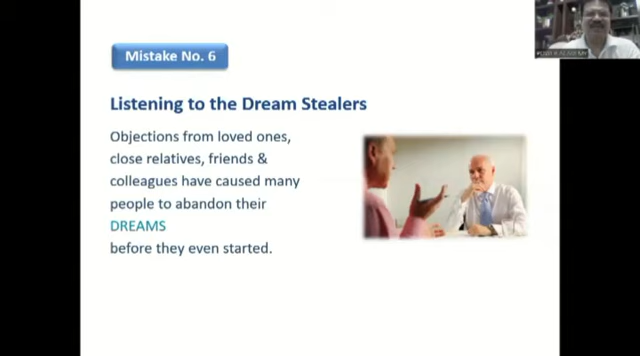 Mistake No. 6
Listening to the Dream Stealers
Objections from loved ones,
close relatives, friends &
colleagues have caused many
people to abandon their
DREAMS
before they even started.